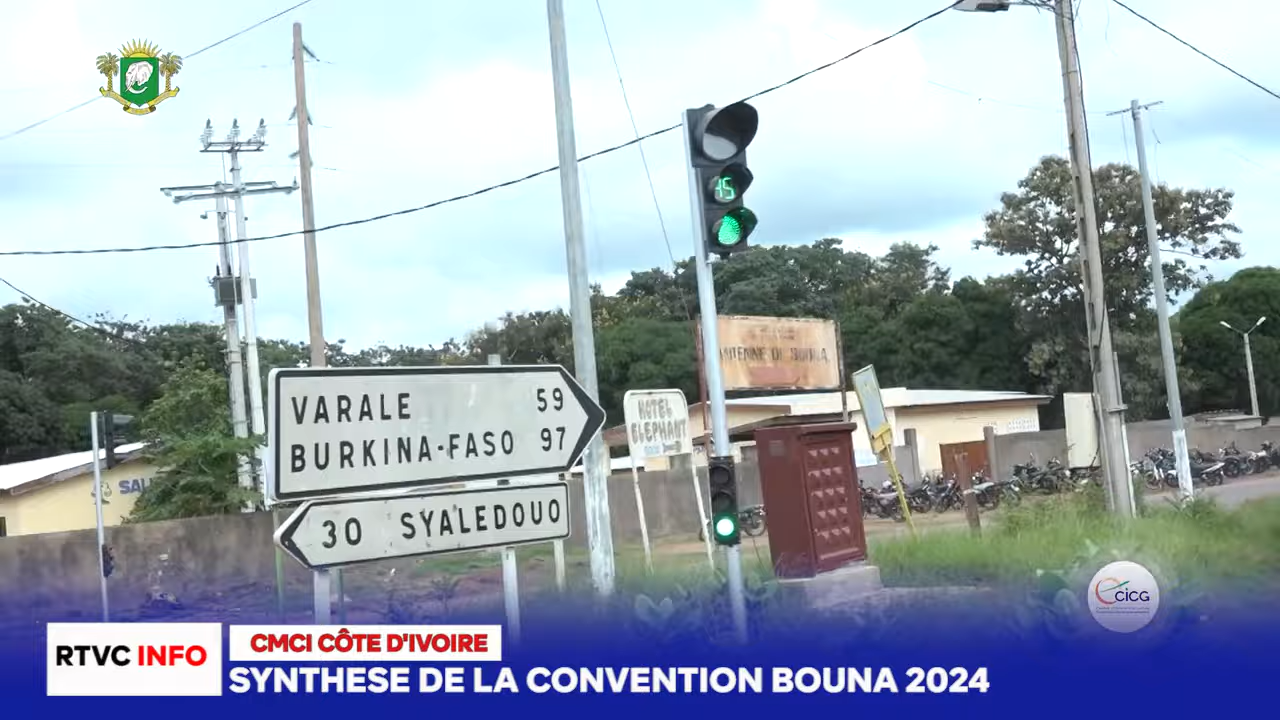 15
ANTENNE DE BOUNA
VARALE 59
BURKINA-FASO 97
HOTEL
ELEPHANT
30 SYALEDOUO
CICG
RTVC INFO
CMCI CÔTE D'IVOIRE
SYNTHESE DE LA CONVENTION BOUNA 2024